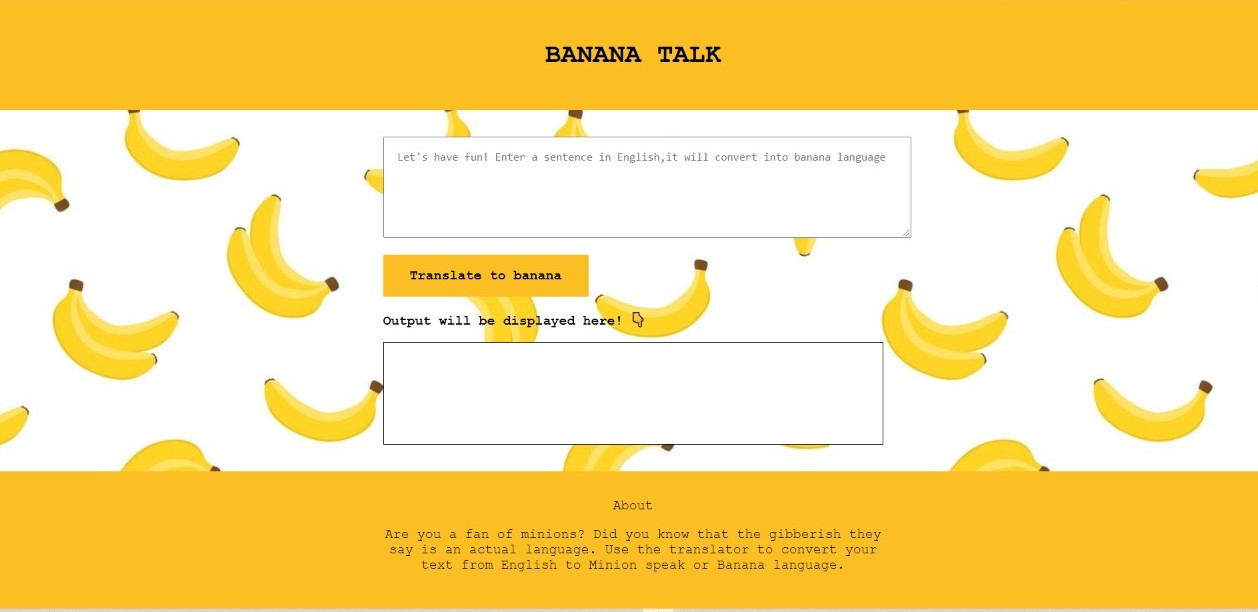 BANANA TALK
Let's have fun! Enter a sentence in English,it will convert into banana language
Translate to banana
Output will be displayed here! 👇
About
Are you a fan of minions? Did you know that the gibberish they
say is an actual language. Use the translator to convert your
text from English to Minion speak or Banana language.